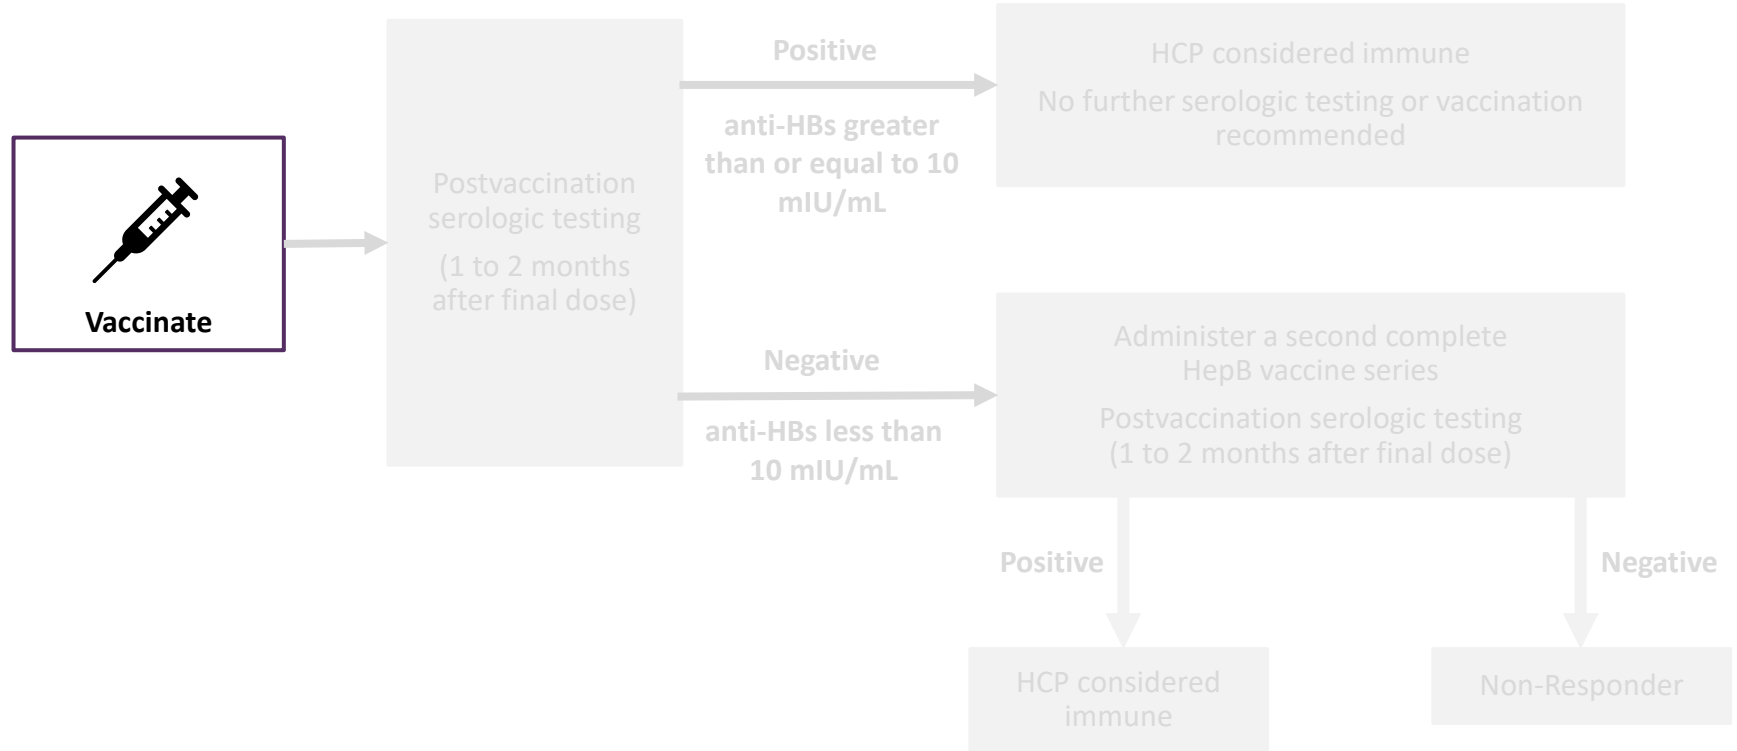 Vaccinate
Postvaccination
serologic testing
(1 to 2 months
after final dose)
Positive
anti-HBs greater
than or equal to 10
mIU/mL
HCP considered immune
No further serologic testing or vaccination
recommended
Negative
anti-HBs less than
10 mIU/mL
Administer a second complete
HepB vaccine series
Postvaccination serologic testing
(1 to 2 months after final dose)
Positive
Negative
HCP considered
immune
Non-Responder